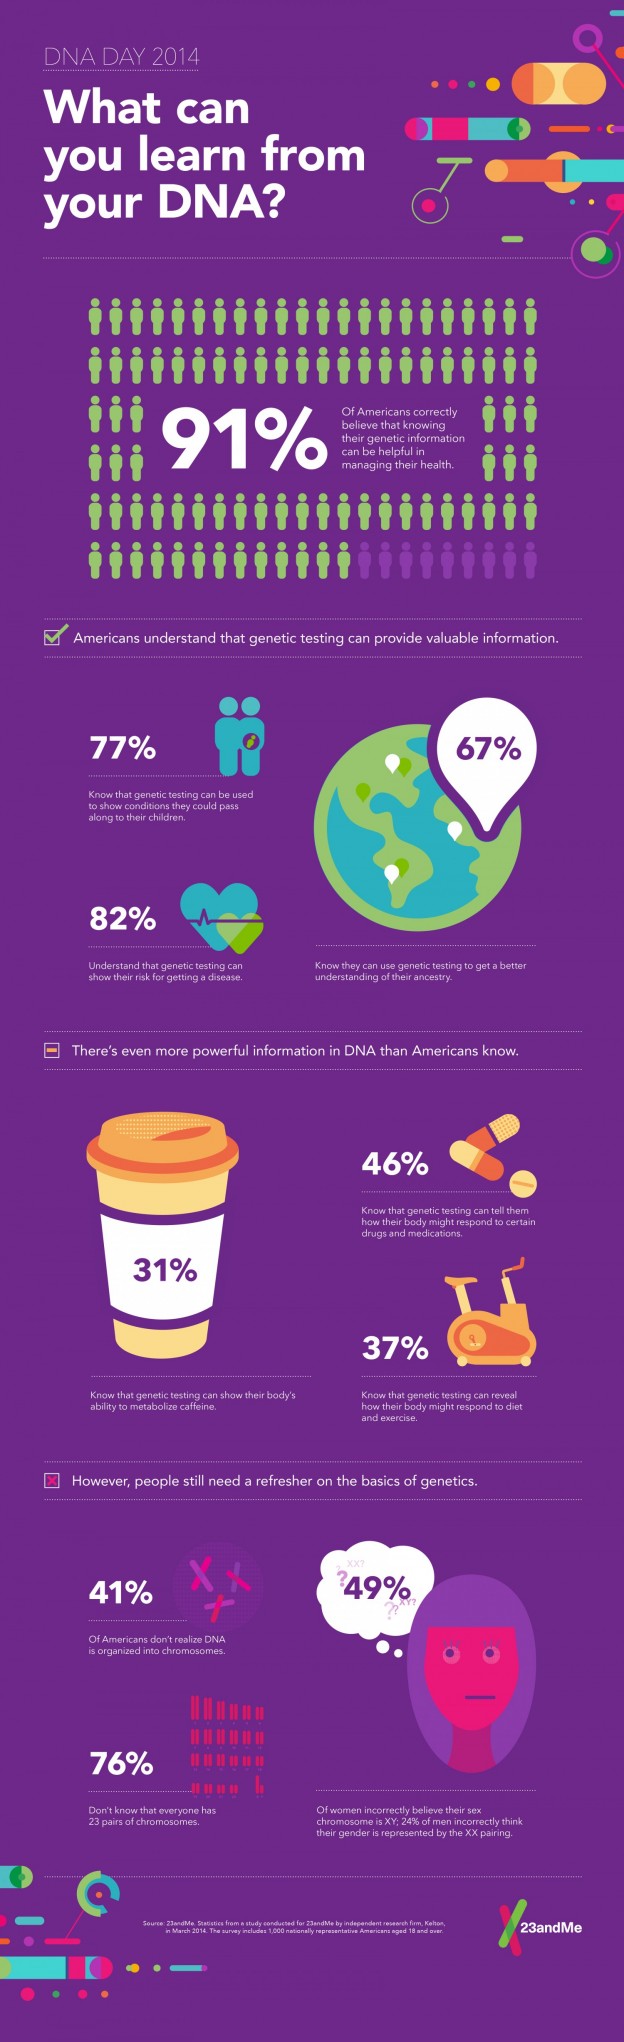 DNA DAY 2014
What can
you learn from
your DNA?
91%
Of Americans correctly
believe that knowing
their genetic information
can be helpful in
managing their health.
Americans understand that genetic testing can provide valuable information.
77%
Know that genetic testing can be used
to show conditions they could pass
along to their children.
82%
Understand that genetic testing can
show their risk for getting a disease.
67%
Know they can use genetic testing to get a better
understanding of their ancestry.
There's even more powerful information in DNA than Americans know.
31%
Know that genetic testing can show their body's
ability to metabolize caffeine.
46%
Know that genetic testing can tell them
how their body might respond to certain
drugs and medications.
37%
Know that genetic testing can reveal
how their body might respond to diet
and exercise.
However, people still need a refresher on the basics of genetics.
41%
Of Americans don't realize DNA
is organized into chromosomes.
76%
Don't know that everyone has
23 pairs of chromosomes.
XX?
?
49%
XY?
??
Of women incorrectly believe their sex
chromosome is XY; 24% of men incorrectly think
their gender is represented by the XX pairing.
Source: 23andMe. Statistics from a study conducted for 23andMe by independent research firm, Kelton,
in March 2014. The survey includes 1,000 nationally representative Americans aged 18 and over.
23andMe